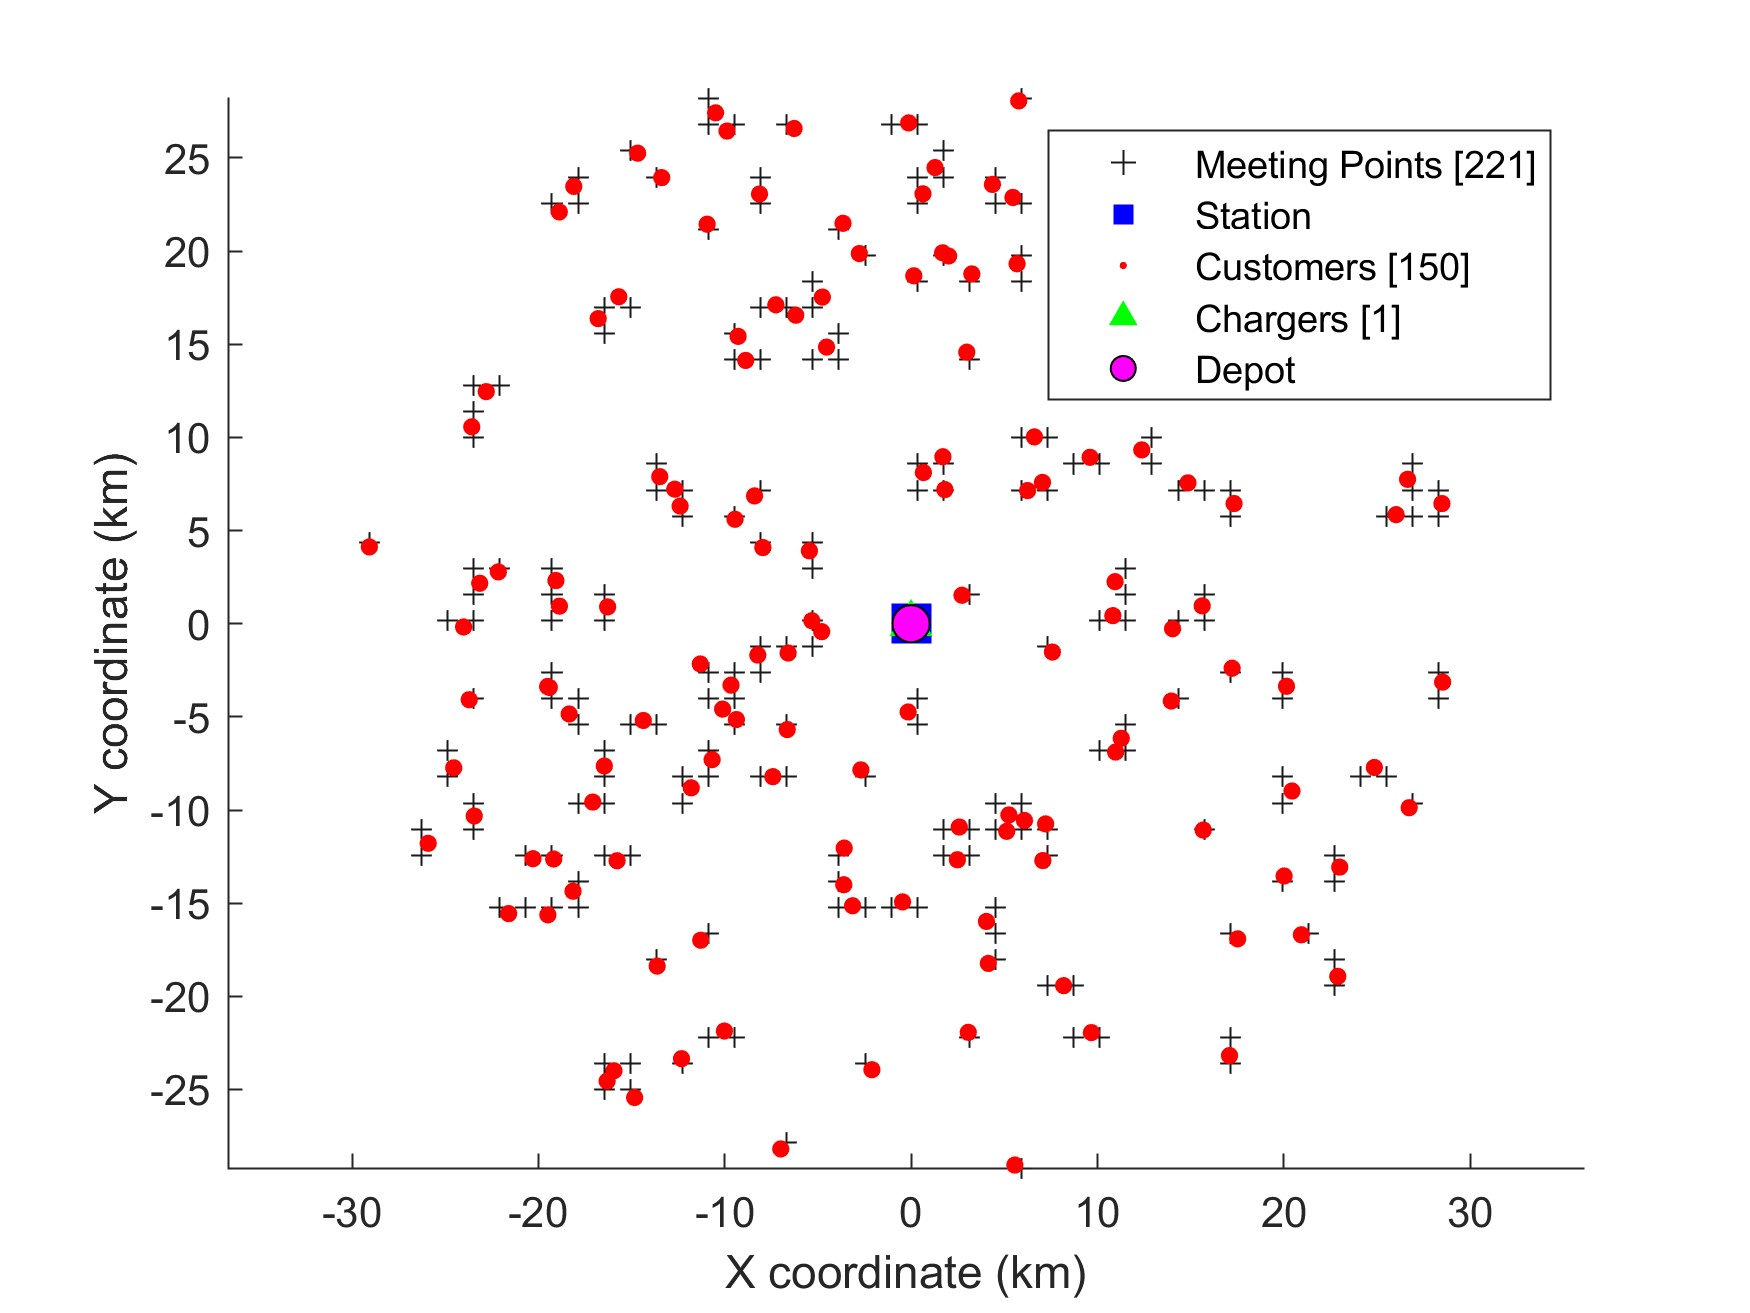 25
20
15
10
5
0
-5
-10
-15
-20
-25
Y coordinate (km)
Meeting Points [221]
Station
Customers [150]
Chargers [1]
Depot
-30 -20 -10 0 10 20 30
X coordinate (km)